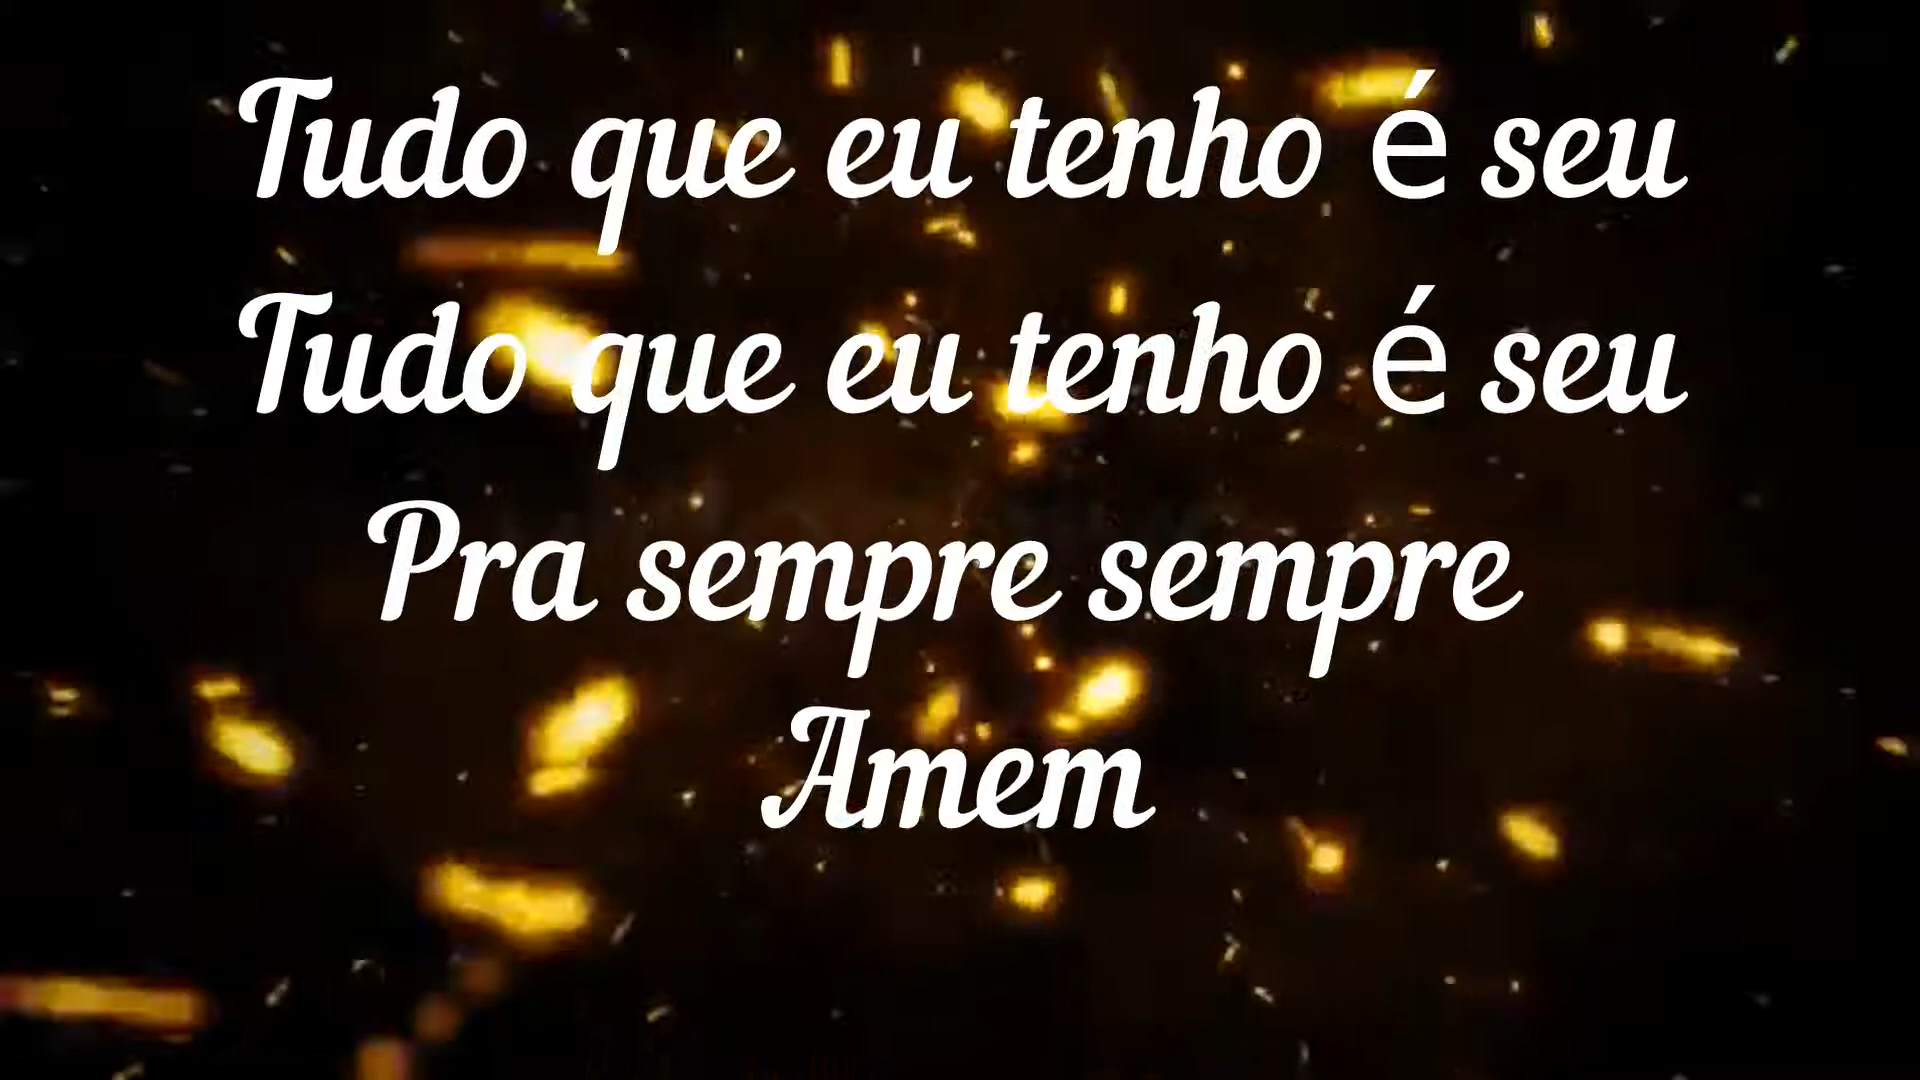 Tudo que eu tenho é seu
Tudo que eu tenho é seu
Pra sempre sempre
Amem